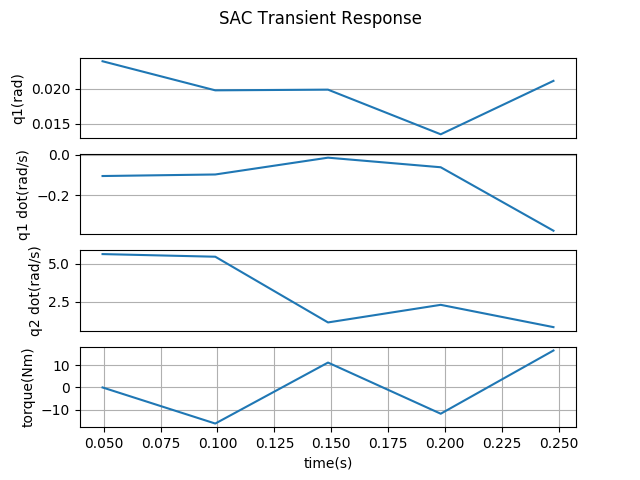 SAC Transient Response
q1(rad)
0.020
0.015
q1 dot(rad/s)
0.0
−0.2
q2 dot(rad/s)
5.0
2.5
torque(Nm)
10
0
−10
0.050 0.075 0.100 0.125 0.150 0.175 0.200 0.225 0.250
time(s)